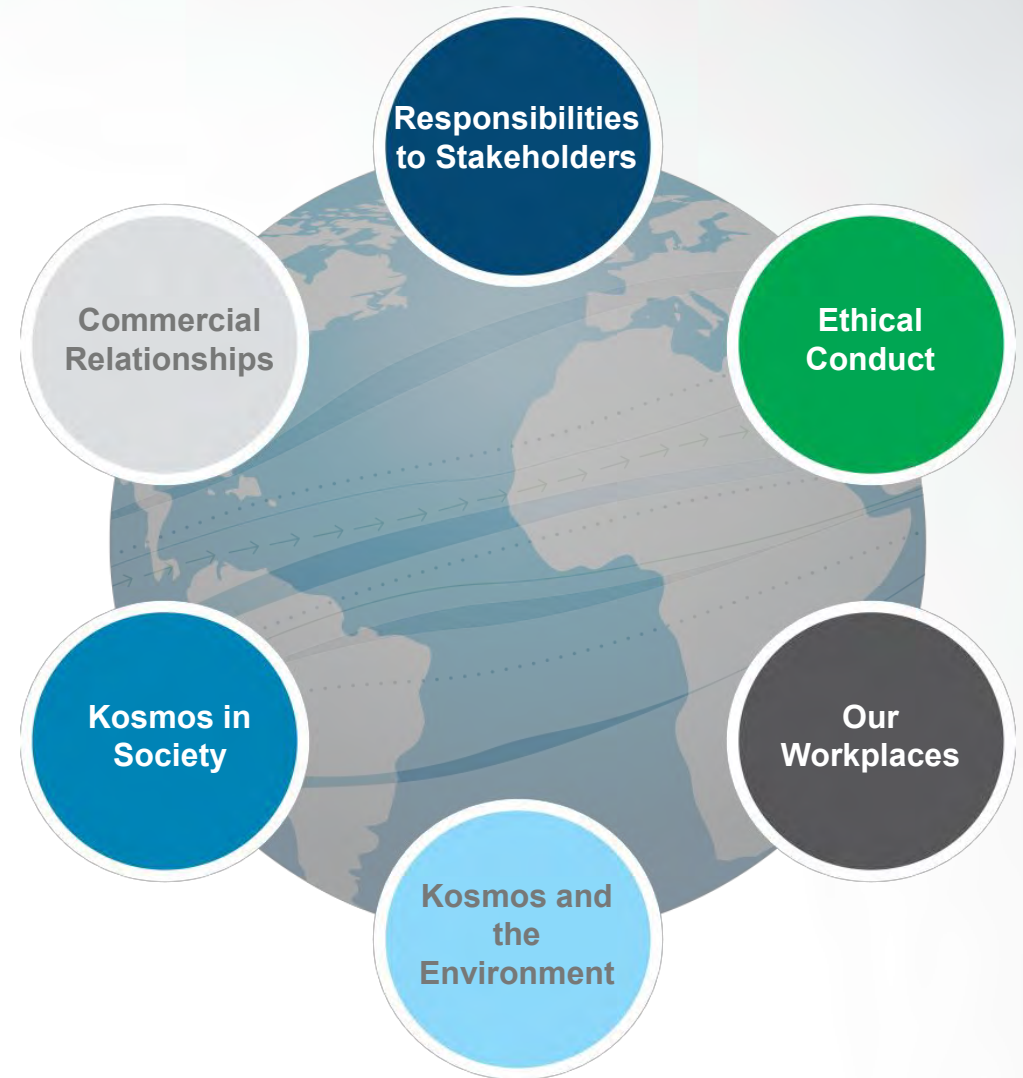 Responsibilities
to Stakeholders
Ethical
Conduct
Our
Workplaces
Kosmos and
the
Environment
Kosmos in
Society
Commercial
Relationships